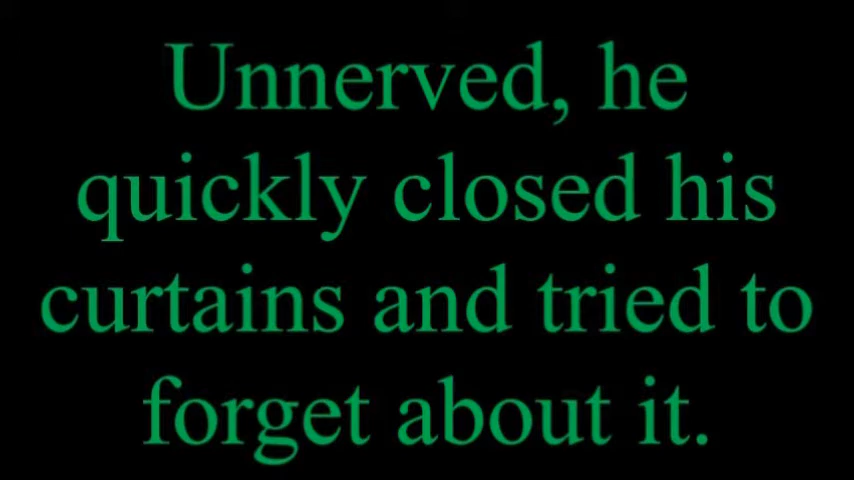 Unnerved, he
quickly closed his
curtains and tried to
forget about it.